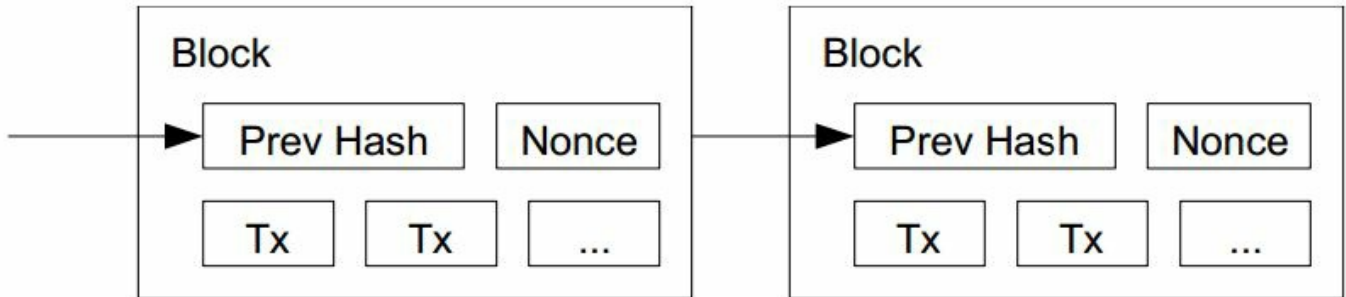 Block Block
Prev Hash Nonce Prev Hash Nonce
Tx Tx ... Tx Tx ...